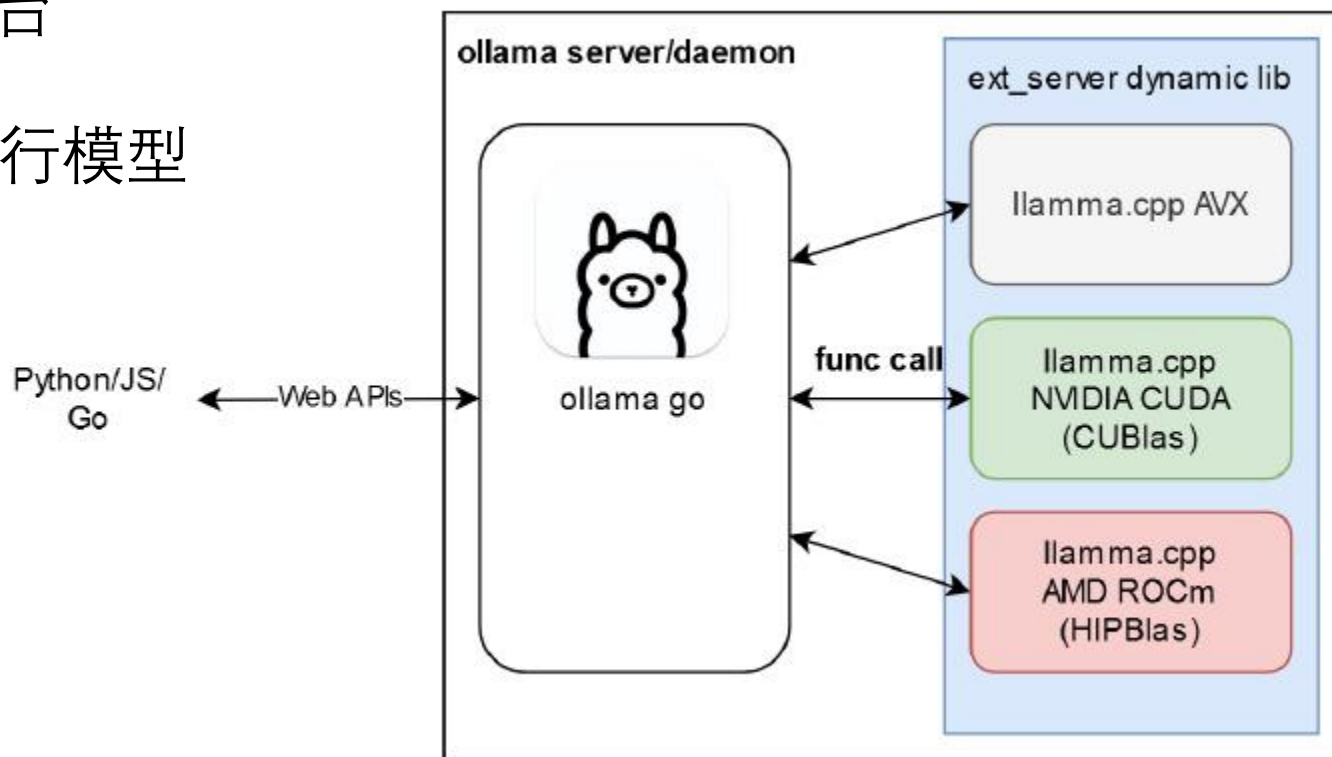 台
行模型
ollama server/daemon
ext_server dynamic lib
llamma.cpp AVX
Python/JS/
Go
Web APIs
ollama go
func call
llamma.cpp
NVIDIA CUDA
(CUBlas)
llamma.cpp
AMD ROCm
(HIPBlas)